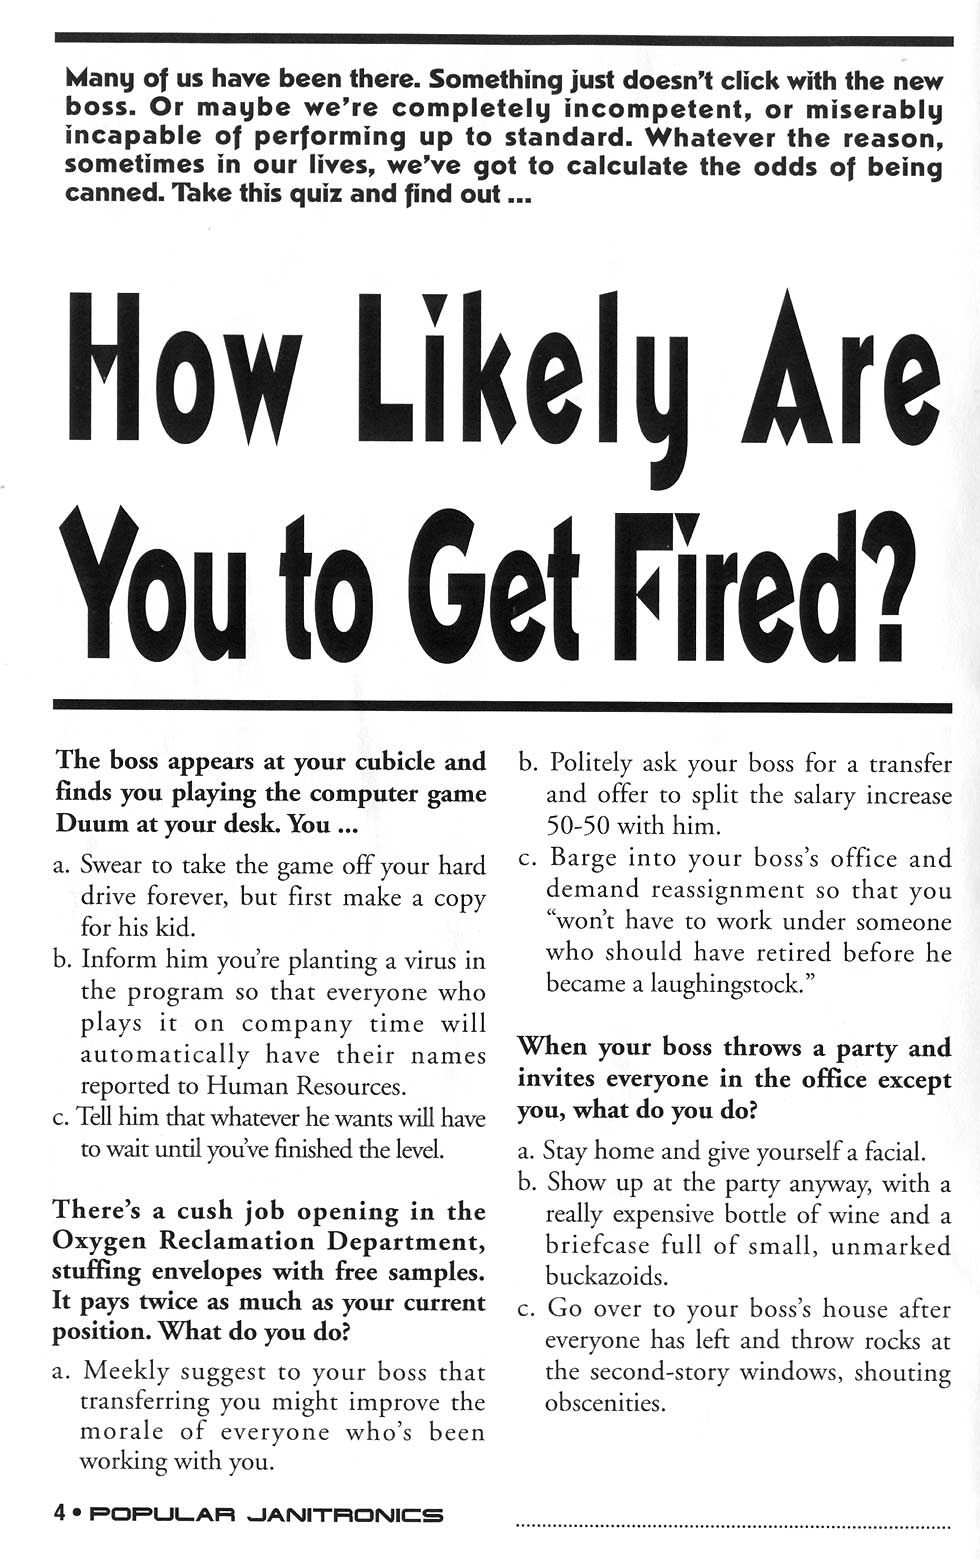 Many of us have been there. Something just doesn't click with the new
boss. Or maybe we're completely incompetent, or miserably
incapable of performing up to standard. Whatever the reason,
sometimes in our lives, we've got to calculate the odds of being
canned. Take this quiz and find out ...
How Likely Are
You to Get Fired?
The boss appears at your cubicle and
finds you playing the computer game
Duum at your desk. You ...
a. Swear to take the game off your hard
drive forever, but first make a copy
for his kid.
b. Inform him you're planting a virus in
the program so that everyone who
plays it on company time will
automatically have their names
reported to Human Resources.
c. Tell him that whatever he wants will have
to wait until you've finished the level.
There's a cush job opening in the
Oxygen Reclamation Department,
stuffing envelopes with free samples.
It pays twice as much as your current
position. What do you do?
a. Meekly suggest to your boss that
transferring you might improve the
morale of everyone who's been
working with you.
b. Politely ask your boss for a transfer
and offer to split the salary increase
50-50 with him.
c. Barge into your boss's office and
demand reassignment so that you
“won't have to work under someone
who should have retired before he
became a laughingstock.”
When your boss throws a party and
invites everyone in the office except
you, what do you do?
a. Stay home and give yourself a facial.
b. Show up at the party anyway, with a
really expensive bottle of wine and a
briefcase full of small, unmarked
buckazoids.
c. Go over to your boss's house after
everyone has left and throw rocks at
the second-story windows, shouting
obscenities.
4 • POPULAR JANITRONICS